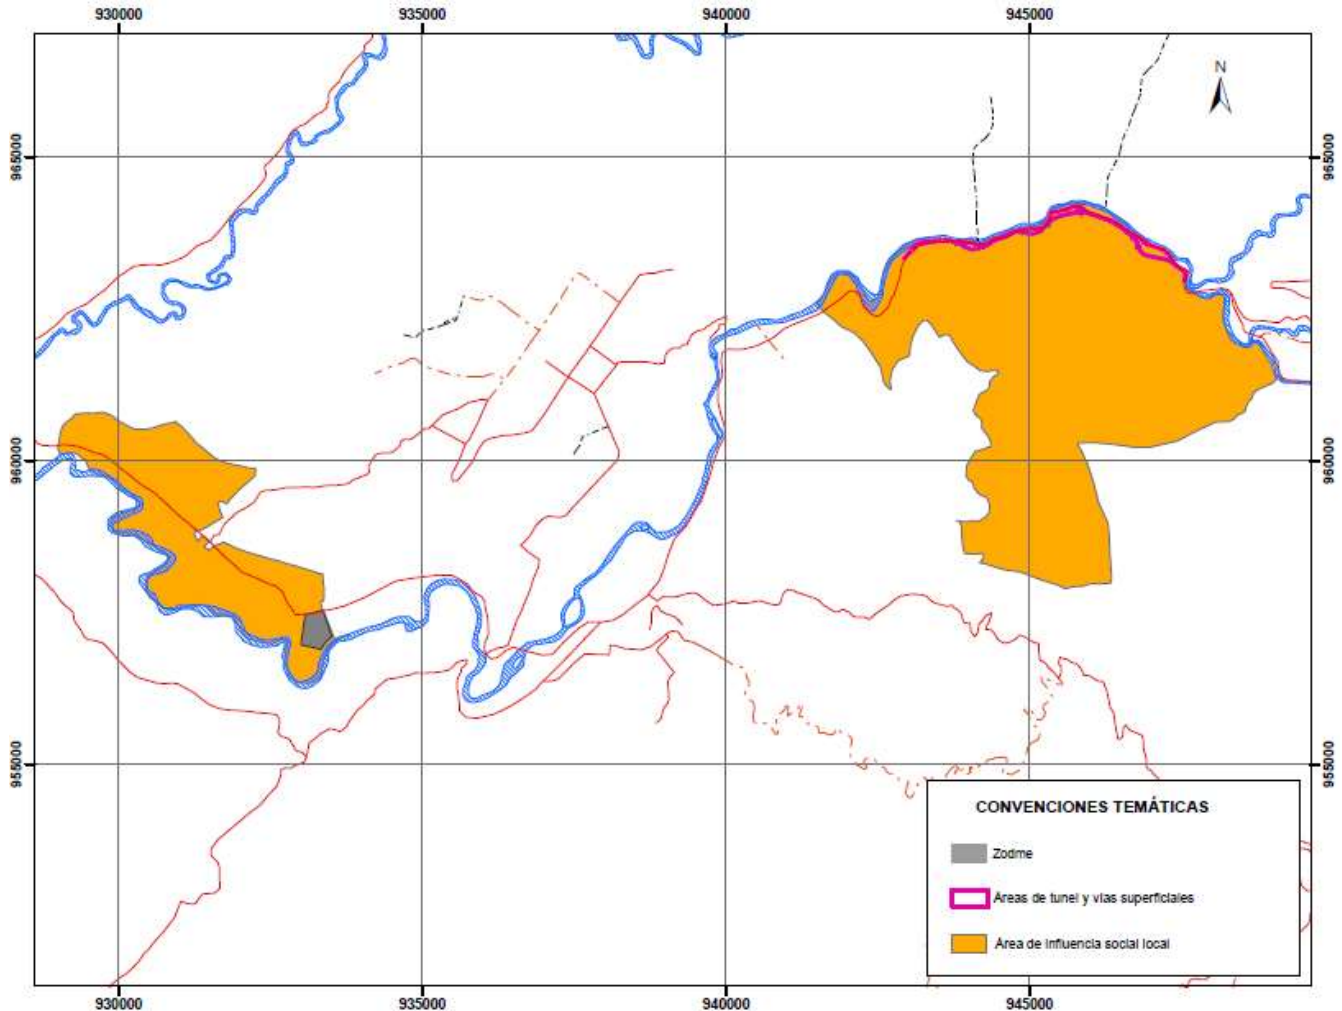 930000 935000 940000 945000
N
965000 965000
960000 960000
955000 955000
CONVENCIONES TEMÁTICAS
Zodme
Áreas de tunel y vías superficiales
Área de influencia social local
930000 935000 940000 945000